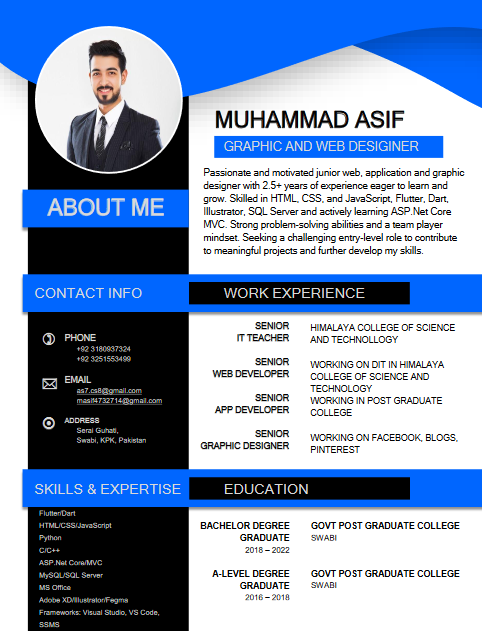 MUHAMMAD ASIF
GRAPHIC AND WEB DESIGINER
Passionate and motivated junior web, application and graphic
designer with 2.5+ years of experience eager to learn and
grow. Skilled in HTML, CSS, and JavaScript, Flutter, Dart,
Illustrator, SQL Server and actively learning ASP.Net Core
MVC. Strong problem-solving abilities and a team player
mindset. Seeking a challenging entry-level role to contribute
to meaningful projects and further develop my skills.
ABOUT ME
CONTACT INFO
PHONE
+92 3180937324
+92 3251553499
EMAIL
as7.cs8@gmail.com
masif4732714@gmail.com
ADDRESS
Serai Guhati,
Swabi, KPK, Pakistan
WORK EXPERIENCE
SENIOR
IT TEACHER
HIMALAYA COLLEGE OF SCIENCE
AND TECHNOLLOGY
SENIOR
WEB DEVELOPER
WORKING ON DIT IN HIMALAYA
COLLEGE OF SCIENCE AND
TECHNOLOGY
SENIOR
APP DEVELOPER
WORKING IN POST GRADUATE
COLLEGE
SENIOR
GRAPHIC DESIGNER
WORKING ON FACEBOOK, BLOGS,
PINTEREST
SKILLS & EXPERTISE
Flutter/Dart
HTML/CSS/JavaScript
Python
C/C++
ASP.Net Core/MVC
MySQL/SQL Server
MS Office
Adobe XD/Illustrator/Fegma
Frameworks: Visual Studio, VS Code,
SSMS
EDUCATION
BACHELOR DEGREE
GRADUATE
2018 – 2022
GOVT POST GRADUATE COLLEGE
SWABI
A-LEVEL DEGREE
GRADUATE
2016 – 2018
GOVT POST GRADUATE COLLEGE
SWABI